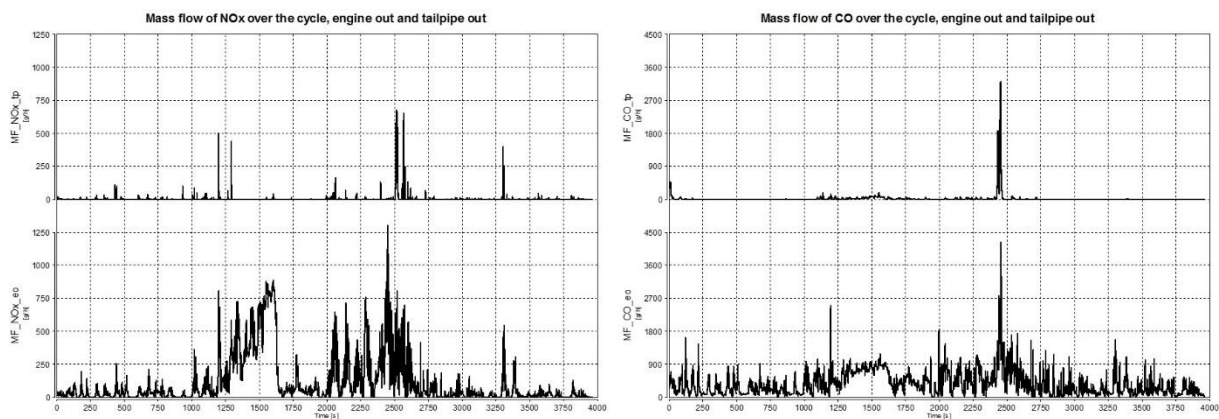 Mass flow of NOx over the cycle, engine out and tailpipe out
1250
1000
750
500
250
0
MF_NOx_tp
[g/h]
1250
1000
750
500
250
0
MF_NOx_eo
[g/h]
0 250 500 750 1000 1250 1500 1750 2000 2250 2500 2750 3000 3250 3500 3750 4000
Time [s]
Mass flow of CO over the cycle, engine out and tailpipe out
4500
3600
2700
1800
900
0
MF_CO_tp
[g/h]
4500
3600
2700
1800
900
0
MF_CO_eo
[g/h]
0 250 500 750 1000 1250 1500 1750 2000 2250 2500 2750 3000 3250 3500 3750 4000
Time [s]